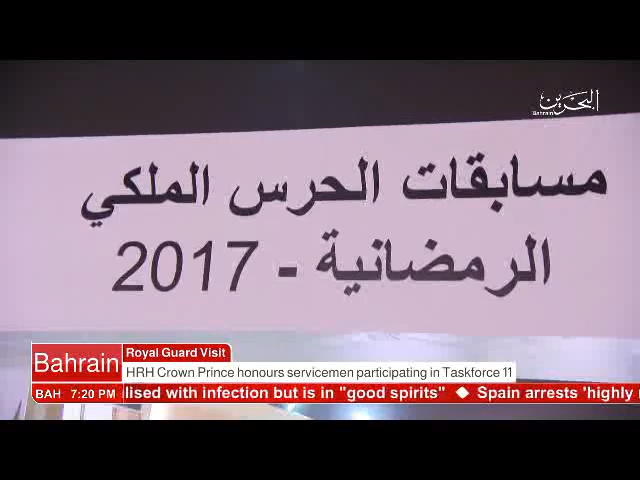 البحرين
Bahrain
مسابقات الحرس الملكي
الرمضانية - 2017
Bahrain
Royal Guard Visit
HRH Crown Prince honours servicemen participating in Taskforce 11
BAH 7:20 PM lised with infection but is in "good spirits" ◆ Spain arrests 'highly